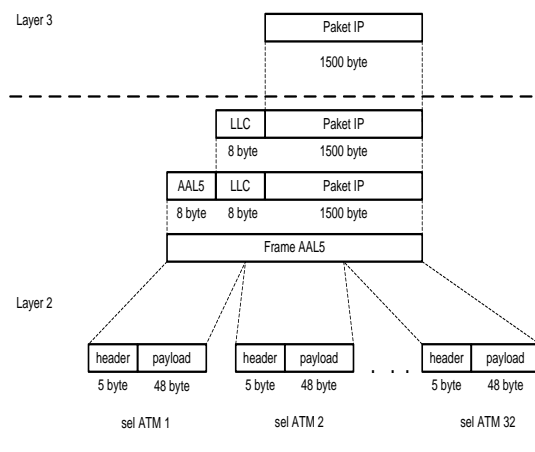 Layer 3
Paket IP
1500 byte
LLC Paket IP
8 byte 1500 byte
AAL5 LLC Paket IP
8 byte 8 byte 1500 byte
Frame AAL5
Layer 2
header payload header payload . . . header payload
5 byte 48 byte 5 byte 48 byte 5 byte 48 byte
sel ATM 1 sel ATM 2 sel ATM 32